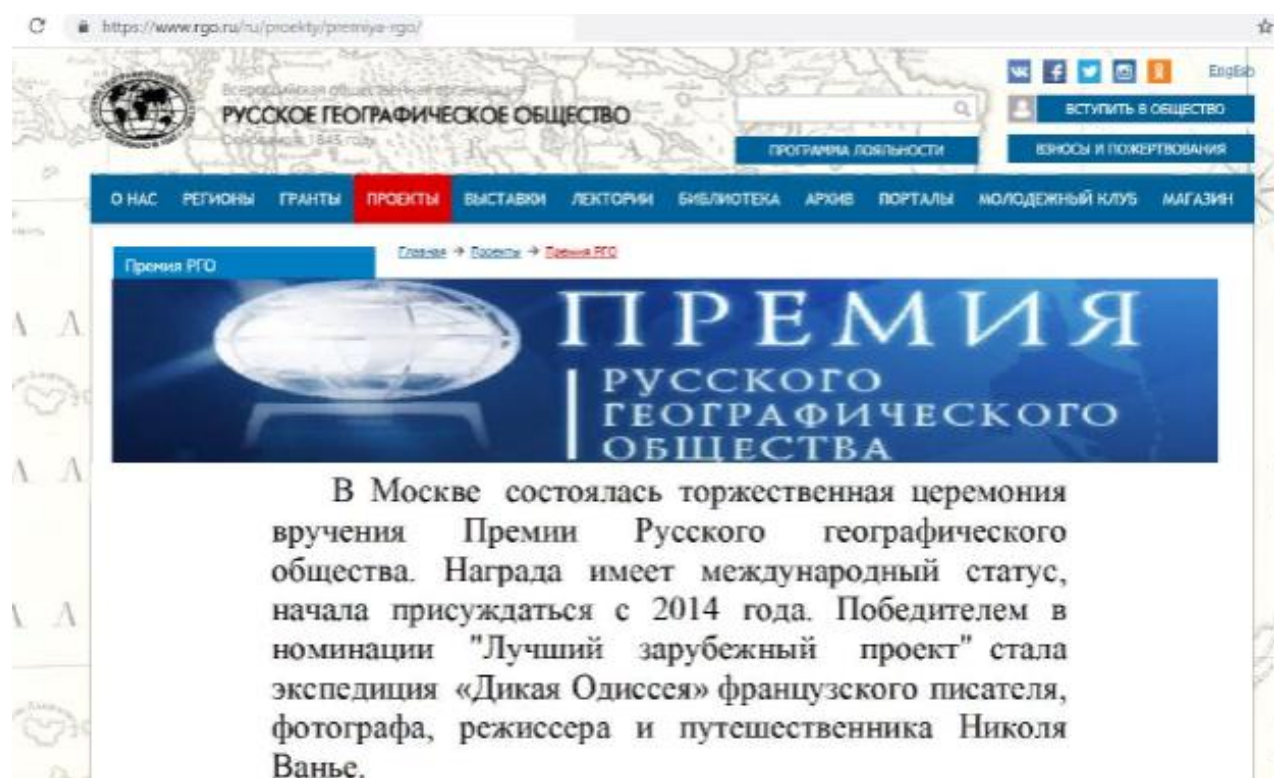 https://www.rgo.ru/ru/proekty/premiya-rgo/
English
РУССКОЕ ГЕОГРАФИЧЕСКОЕ ОБЩЕСТВО
ВСТУПИТЬ В ОБЩЕСТВО
ПРОГРАММА ЛОЯЛЬНОСТИ
ВЗНОСЫ И ПОЖЕРТВОВАНИЯ
О НАС РЕГИОНЫ ГРАНТЫ ПРОЕКТЫ ВЫСТАВКИ ЛЕКТОРИИ БИБЛИОТЕКА АРХИВ ПОРТАЛЫ МОЛОДЕЖНЫЙ КЛУБ МАГАЗИН
Главная → Проекты → Премия РГО
Премия РГО
ПРЕМИЯ
РУССКОГО
ГЕОГРАФИЧЕСКОГО
ОБЩЕСТВА
В Москве состоялась торжественная церемония
вручения Премии Русского географического
общества. Награда имеет международный статус,
начала присуждаться с 2014 года. Победителем в
номинации "Лучший зарубежный проект" стала
экспедиция «Дикая Одиссея» французского писателя,
фотографа, режиссера и путешественника Николя
Ванье.